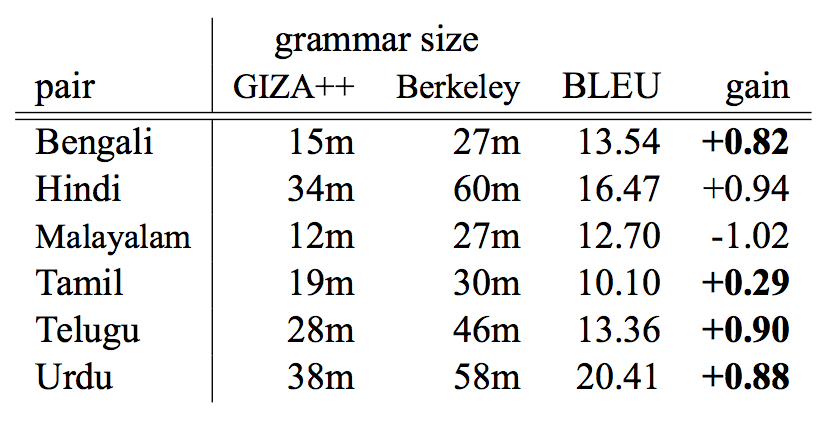 grammar size
pair GIZA++ Berkeley BLEU gain
Bengali 15m 27m 13.54 +0.82
Hindi 34m 60m 16.47 +0.94
Malayalam 12m 27m 12.70 -1.02
Tamil 19m 30m 10.10 +0.29
Telugu 28m 46m 13.36 +0.90
Urdu 38m 58m 20.41 +0.88